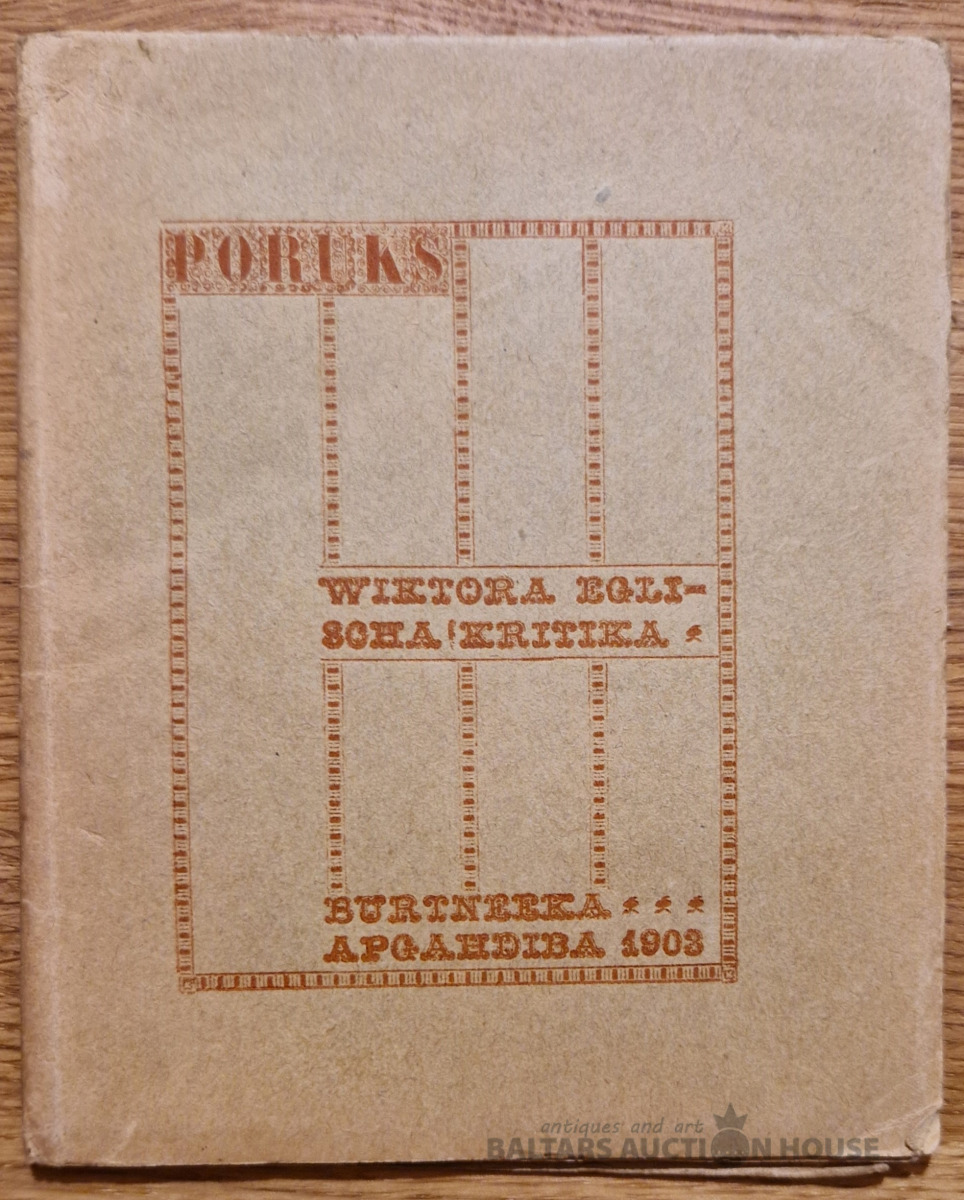 PORUKS
WIKTORA EGLI-
SCHA KRITIKA *
BURTNEEKA * * *
APGAHDIBA 1903
antiques and art
BALTARS AUCTION HOUSE